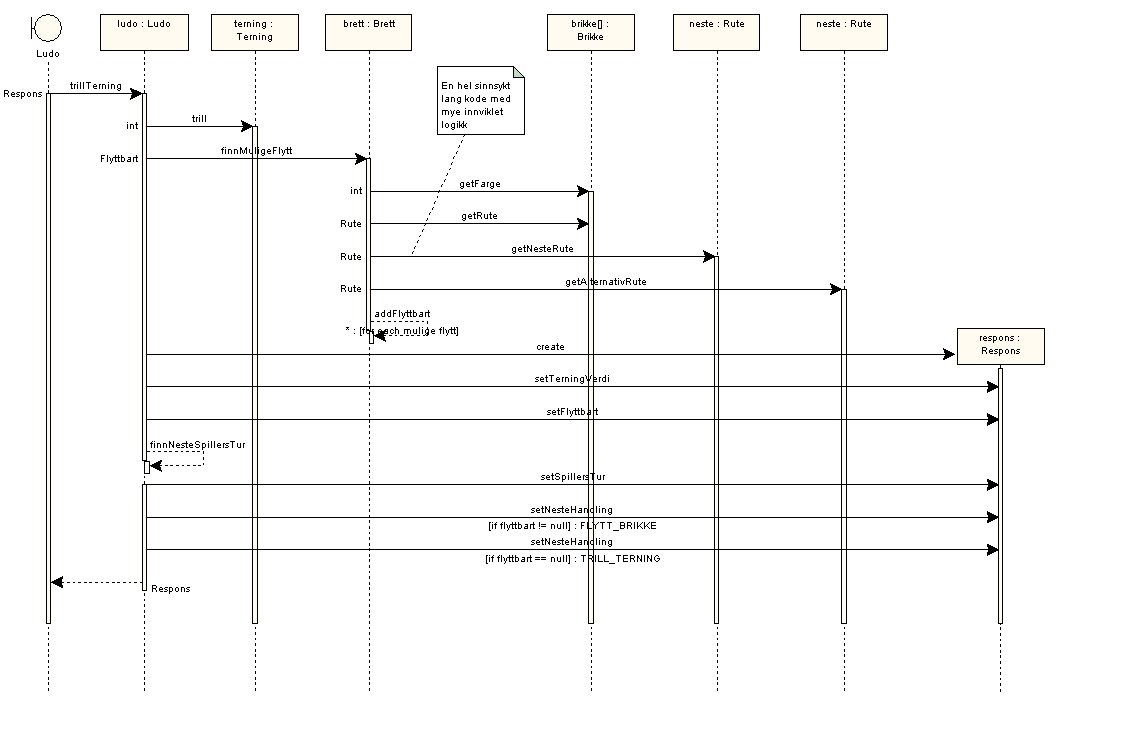 ludo : Ludo
terning :
Terning
brett : Brett
brikke[] :
Brikke
neste : Rute
neste : Rute
Ludo
En hel sinnsykt
lang kode med
mye innviklet
logikk
Respons
trillTerning
int
trill
Flyttbart
finnMuligeFlytt
int
getFarge
Rute
getRute
Rute
getNesteRute
Rute
getAlternativRute
addFlyttbart
* : [for each mulige flytt]
respons :
Respons
create
setTerningVerdi
setFlyttbart
finnNesteSpillersTur
setSpillersTur
setNesteHandling
[if flyttbart != null] : FLYTT_BRIKKE
setNesteHandling
[if flyttbart == null] : TRILL_TERNING
Respons